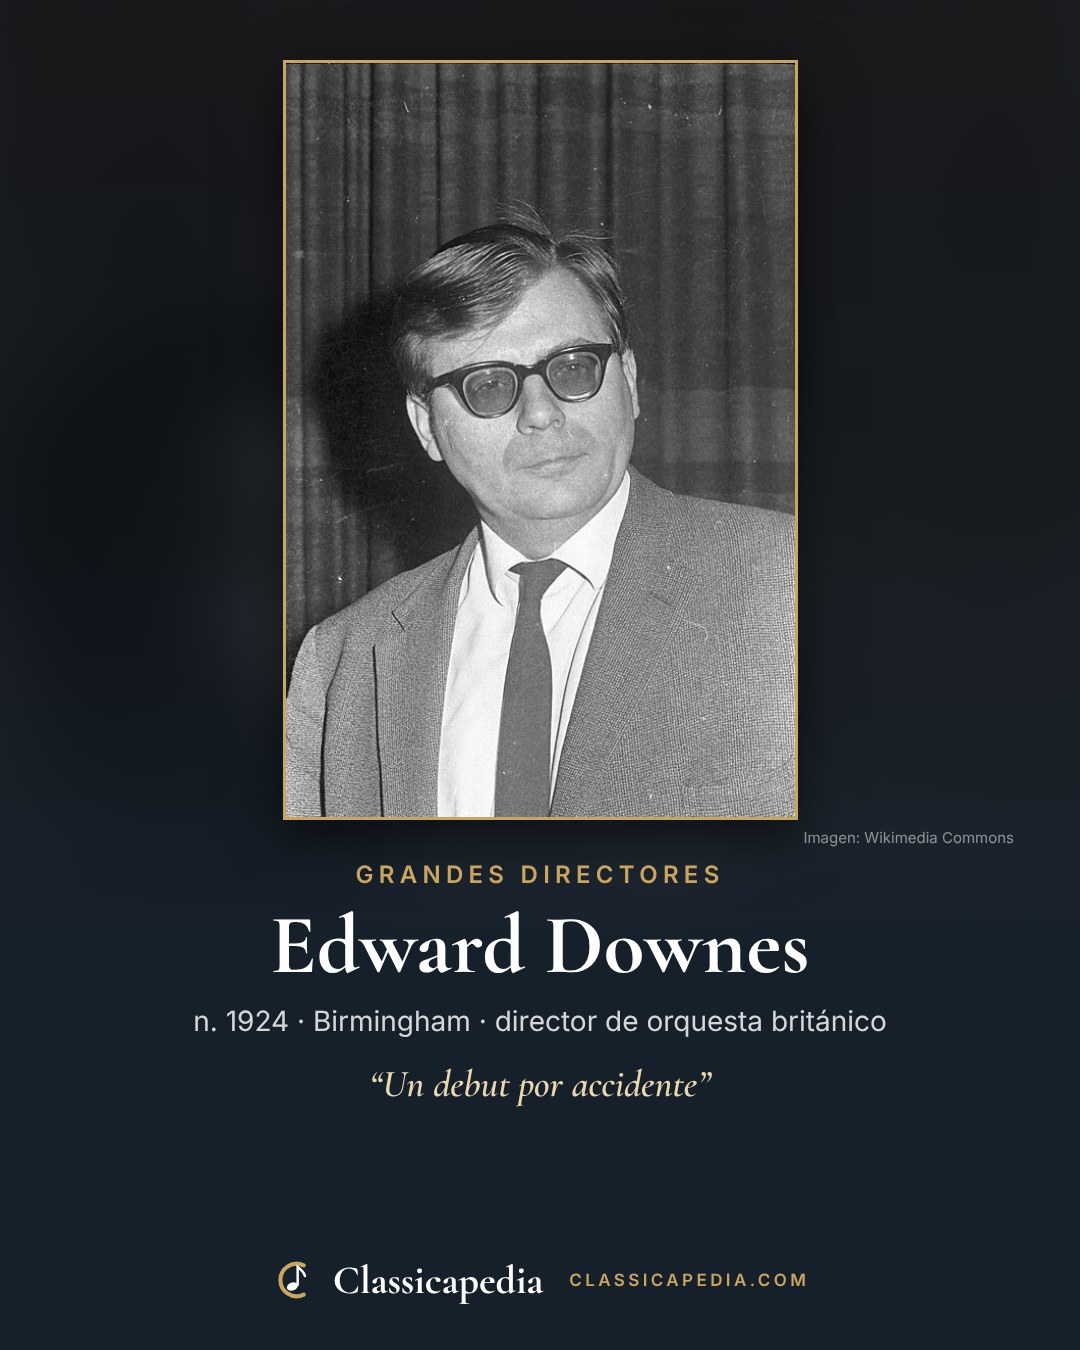 Imagen: Wikimedia Commons
GRANDES DIRECTORES
Edward Downes
n. 1924 · Birmingham · director de orquesta británico
“Un debut por accidente”
Classicapedia CLASSICAPEDIA.COM